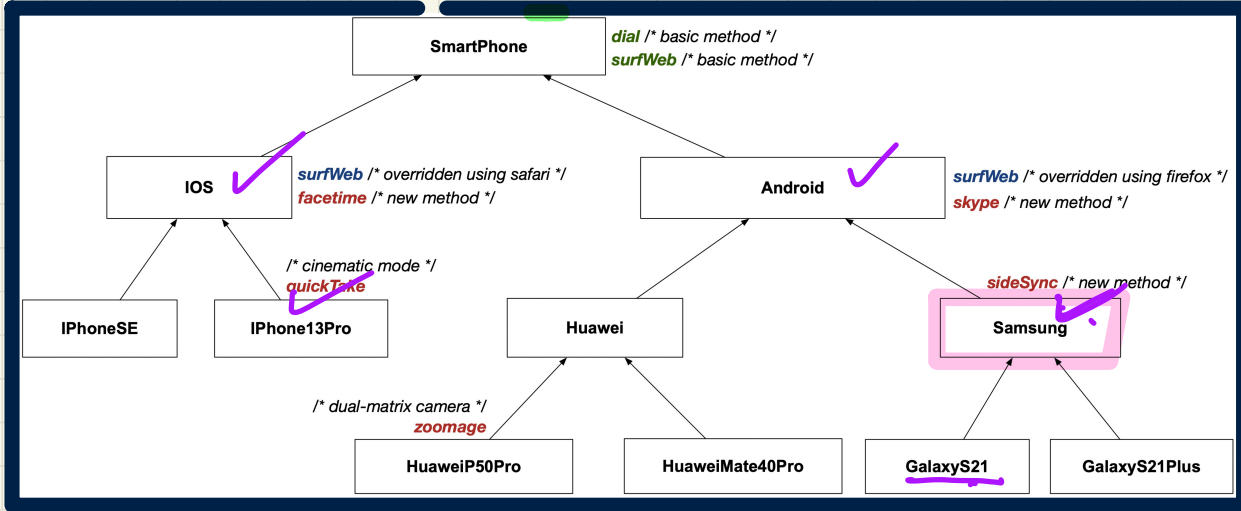 SmartPhone
dial /* basic method */
surfWeb /* basic method */
IOS
surfWeb /* overridden using safari */
facetime /* new method */
Android
surfWeb /* overridden using firefox */
skype /* new method */
/* cinematic mode */
quickTake
sideSync /* new method */
IPhoneSE
IPhone13Pro
Huawei
Samsung
/* dual-matrix camera */
zoomage
HuaweiP50Pro
HuaweiMate40Pro
GalaxyS21
GalaxyS21Plus